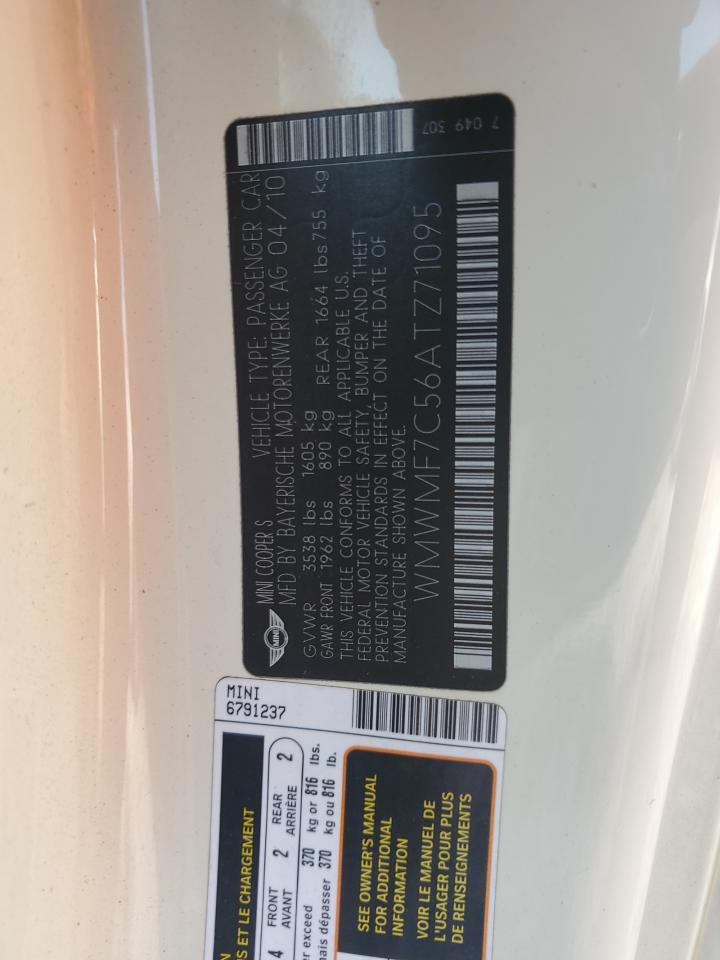 7 049 307
MINI COOPER S VEHICLE TYPE: PASSENGER CAR
MFD BY BAYERISCHE MOTORENWERKE AG 04/10
GVWR 3538 lbs 1605 kg
GAWR FRONT 1962 lbs 890 kg REAR 1664 lbs 755 kg
THIS VEHICLE CONFORMS TO ALL APPLICABLE U.S.
FEDERAL MOTOR VEHICLE SAFETY, BUMPER AND THEFT
PREVENTION STANDARDS IN EFFECT ON THE DATE OF
MANUFACTURE SHOWN ABOVE.
WMWMF7C56ATZ71095
MINI
MINI
6791237
S ET LE CHARGEMENT
4 FRONT 2 REAR 2
AVANT ARRIÈRE
er exceed 370 kg or 816 lbs.
mais dépasser 370 kg ou 816 lb.
SEE OWNER'S MANUAL
FOR ADDITIONAL
INFORMATION
VOIR LE MANUEL DE
L'USAGER POUR PLUS
DE RENSEIGNEMENTS